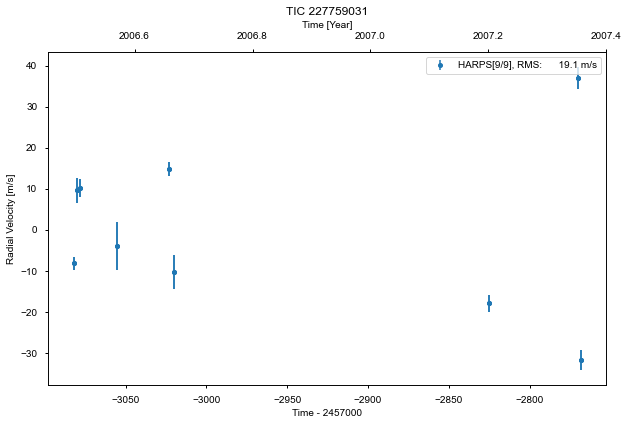 TIC 227759031
Time [Year]
2006.6 2006.8 2007.0 2007.2 2007.4
HARPS[9/9], RMS: 19.1 m/s
Radial Velocity [m/s]
40
30
20
10
0
−10
−20
−30
−3050 −3000 −2950 −2900 −2850 −2800
Time - 2457000